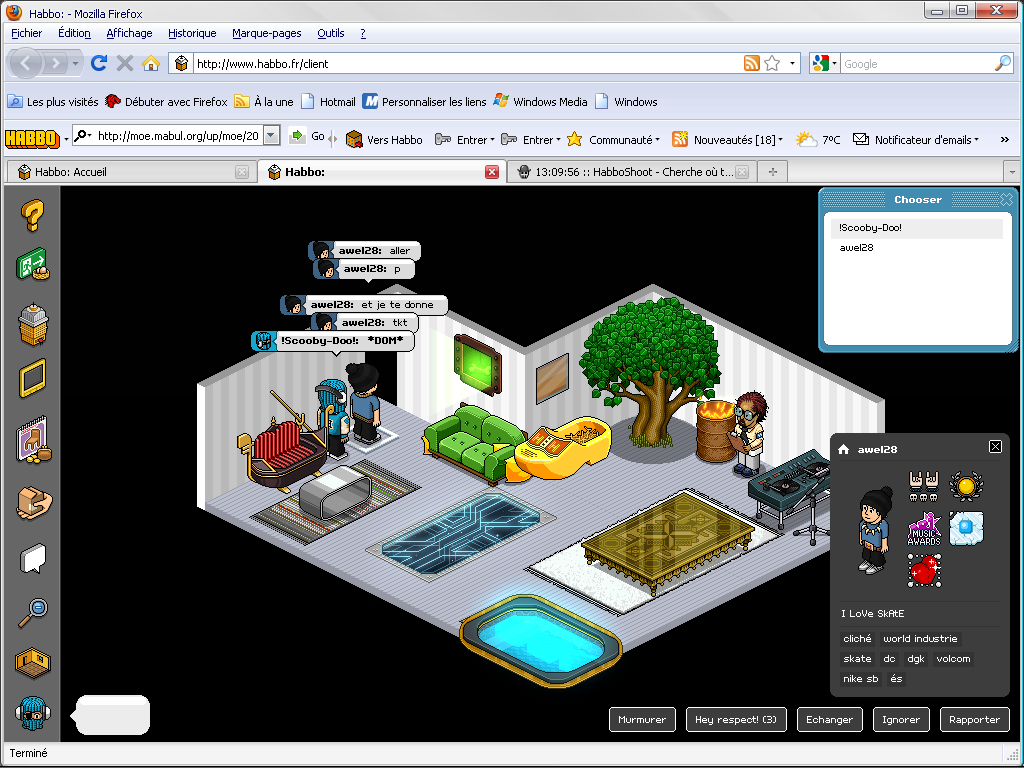 Habbo: - Mozilla Firefox
Fichier Édition Affichage Historique Marque-pages Outils ?
http://www.habbo.fr/client
Google
Les plus visités Débuter avec Firefox À la une Hotmail Personnaliser les liens Windows Media Windows
HABBO http://moe.mabul.org/up/moe/20 Go Vers Habbo Entrer Entrer Communauté Nouveautés [18] 7ºC Notificateur d'emails »
Habbo: Accueil
Habbo:
13:09:56 :: HabboShoot - Cherche où t...
Chooser
!Scooby-Doo!
awel28
awel28: aller
awel28: p
awel28: et je te donne
awel28: tkt
!Scooby-Doo!: *DOM*
awel28
MUSIC
AWARDS
I LoVe SkAtE
cliché world industrie
skate dc dgk volcom
nike sb és
Murmurer Hey respect! (3) Echanger Ignorer Rapporter
Terminé